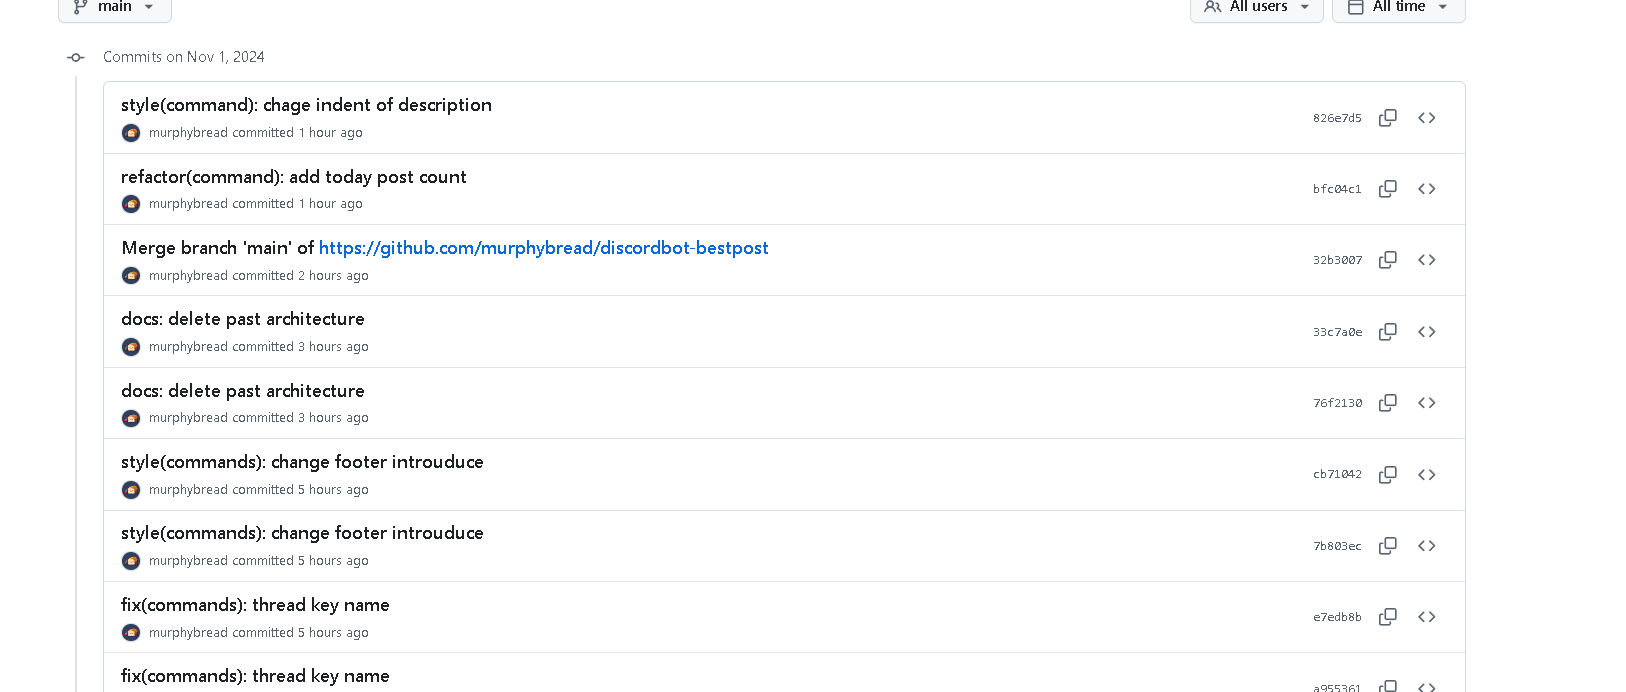 main
All users
All time
Commits on Nov 1, 2024
style(command): chage indent of description
murphybread committed 1 hour ago
826e7d5
refactor(command): add today post count
murphybread committed 1 hour ago
bfc04c1
Merge branch 'main' of https://github.com/murphybread/discordbot-bestpost
murphybread committed 2 hours ago
32b3007
docs: delete past architecture
murphybread committed 3 hours ago
33c7a0e
docs: delete past architecture
murphybread committed 3 hours ago
76f2130
style(commands): change footer introuduce
murphybread committed 5 hours ago
cb71042
style(commands): change footer introuduce
murphybread committed 5 hours ago
7b803ec
fix(commands): thread key name
murphybread committed 5 hours ago
e7edb8b
fix(commands): thread key name
a955361